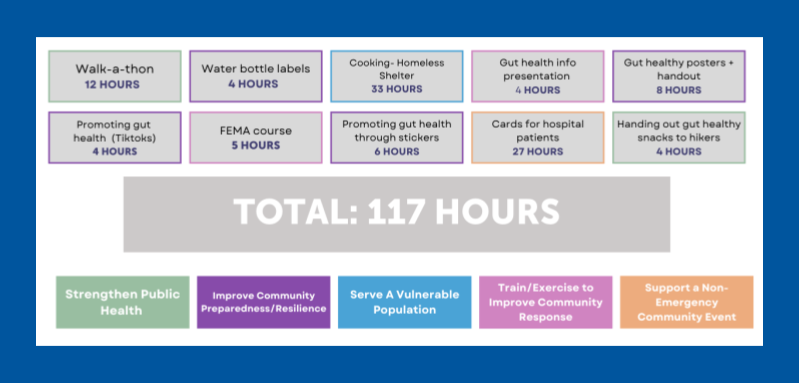 Walk-a-thon
12 HOURS
Water bottle labels
4 HOURS
Cooking- Homeless
Shelter
33 HOURS
Gut health info
presentation
4 HOURS
Gut healthy posters +
handout
8 HOURS
Promoting gut
health (Tiktoks)
4 HOURS
FEMA course
5 HOURS
Promoting gut health
through stickers
6 HOURS
Cards for hospital
patients
27 HOURS
Handing out gut healthy
snacks to hikers
4 HOURS
TOTAL: 117 HOURS
Strengthen Public
Health
Improve Community
Preparedness/Resilience
Serve A Vulnerable
Population
Train/Exercise to
Improve Community
Response
Support a Non-
Emergency
Community Event